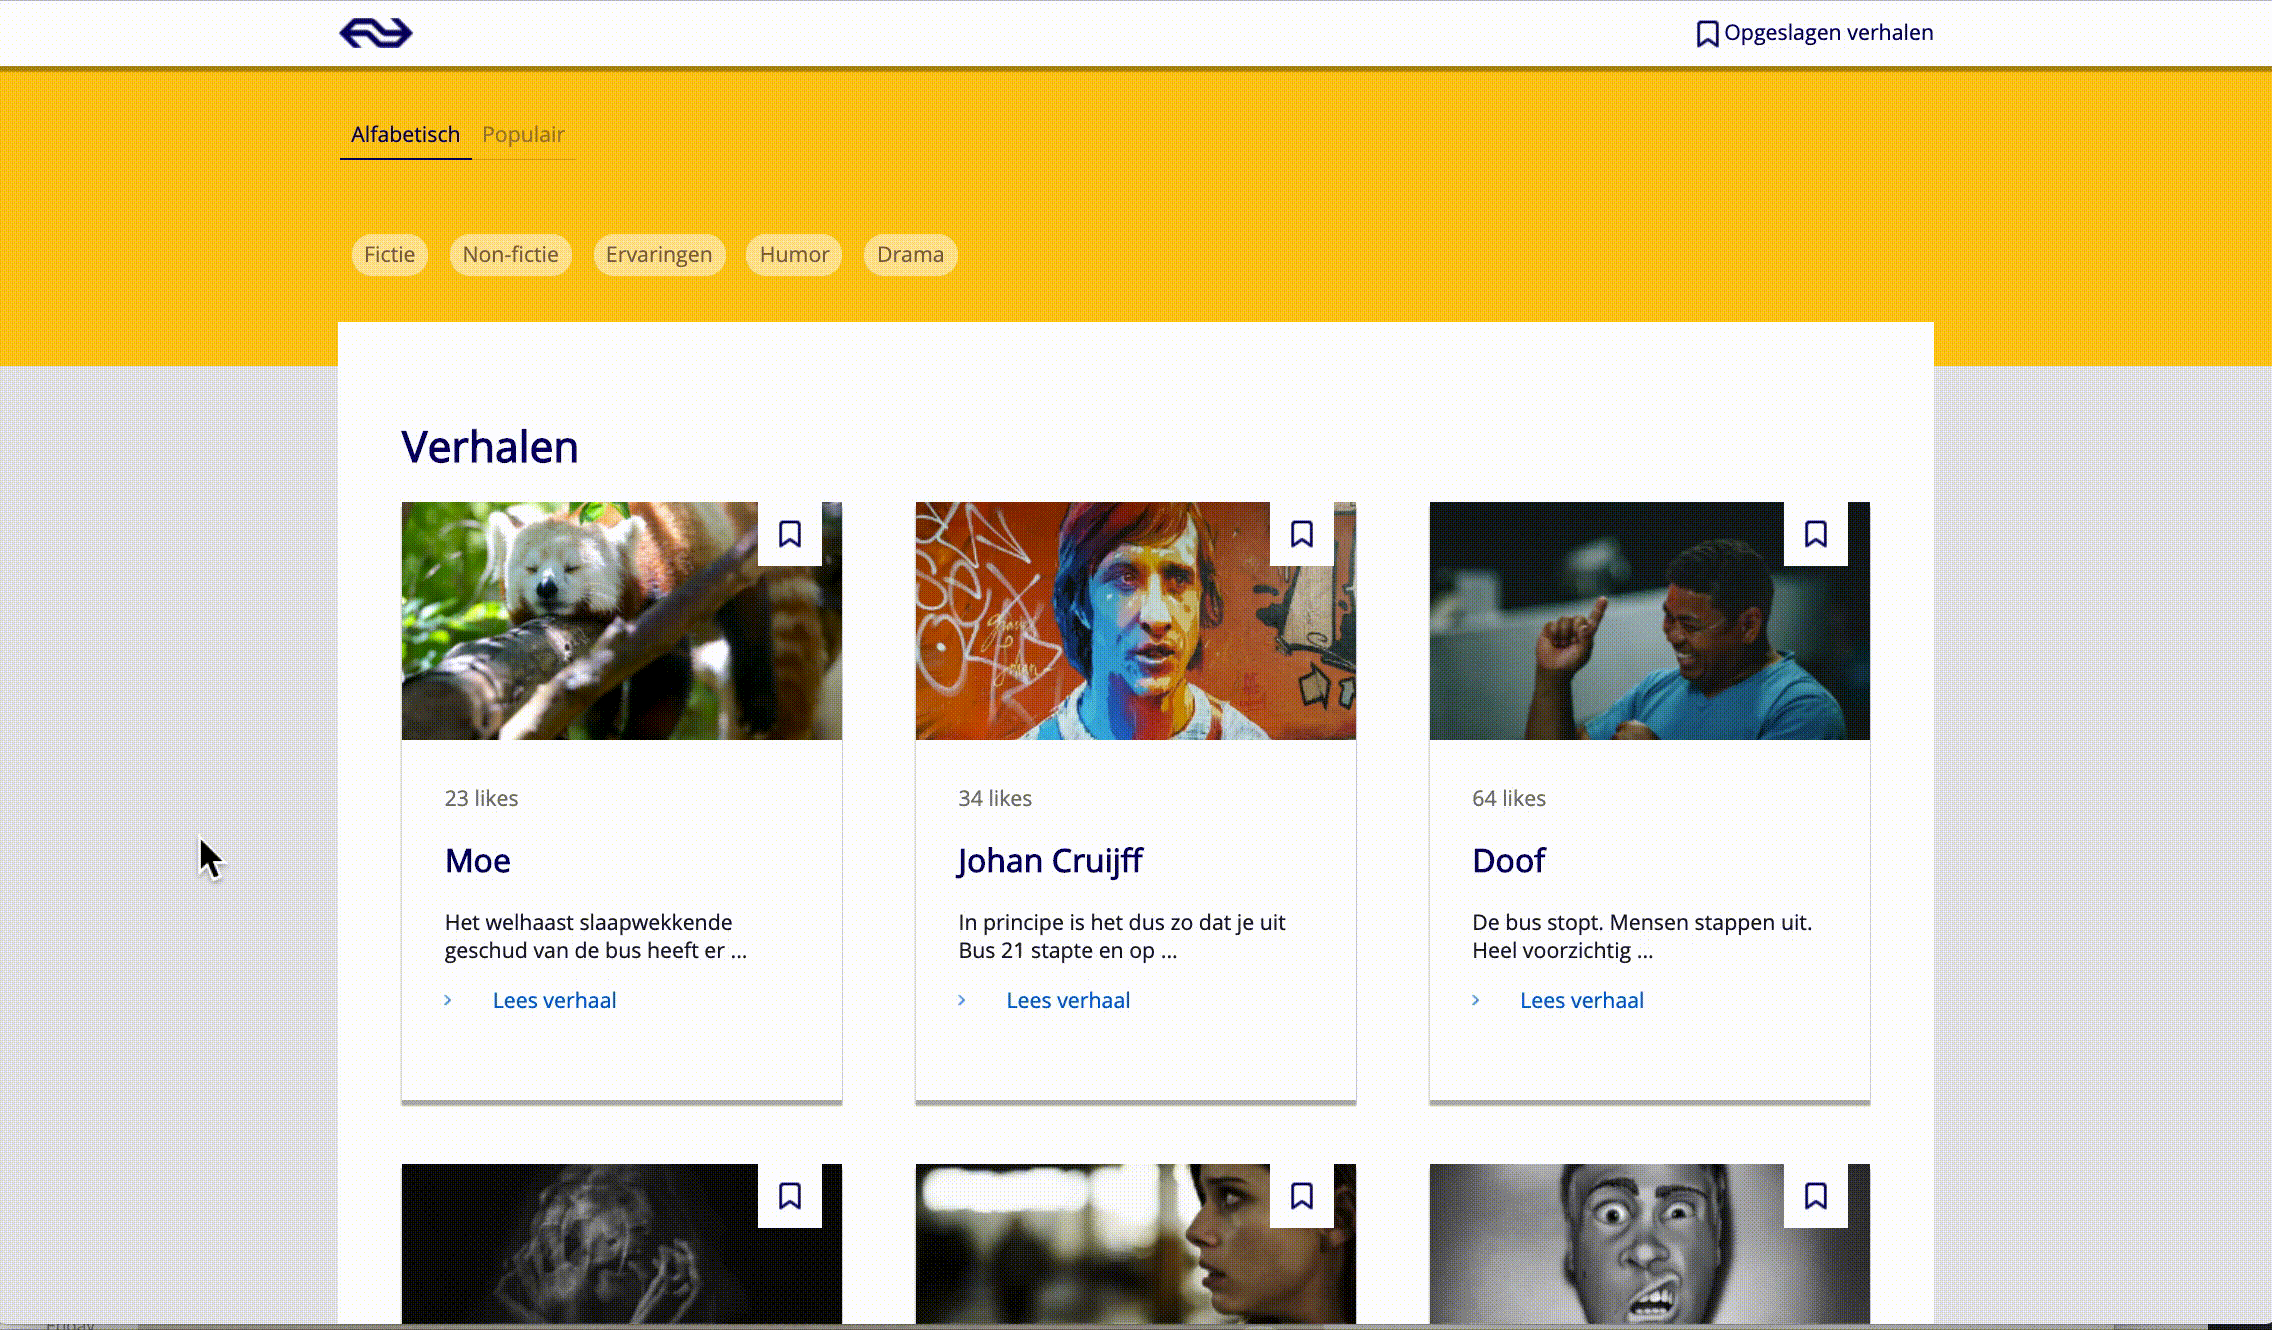 Opgeslagen verhalen
Alfabetisch Populair
Fictie Non-fictie Ervaringen Humor Drama
Verhalen
23 likes
Moe
Het welhaast slaapwekkende
geschud van de bus heeft er ...
Lees verhaal
34 likes
Johan Cruijff
In principe is het dus zo dat je uit
Bus 21 stapte en op ...
Lees verhaal
64 likes
Doof
De bus stopt. Mensen stappen uit.
Heel voorzichtig ...
Lees verhaal